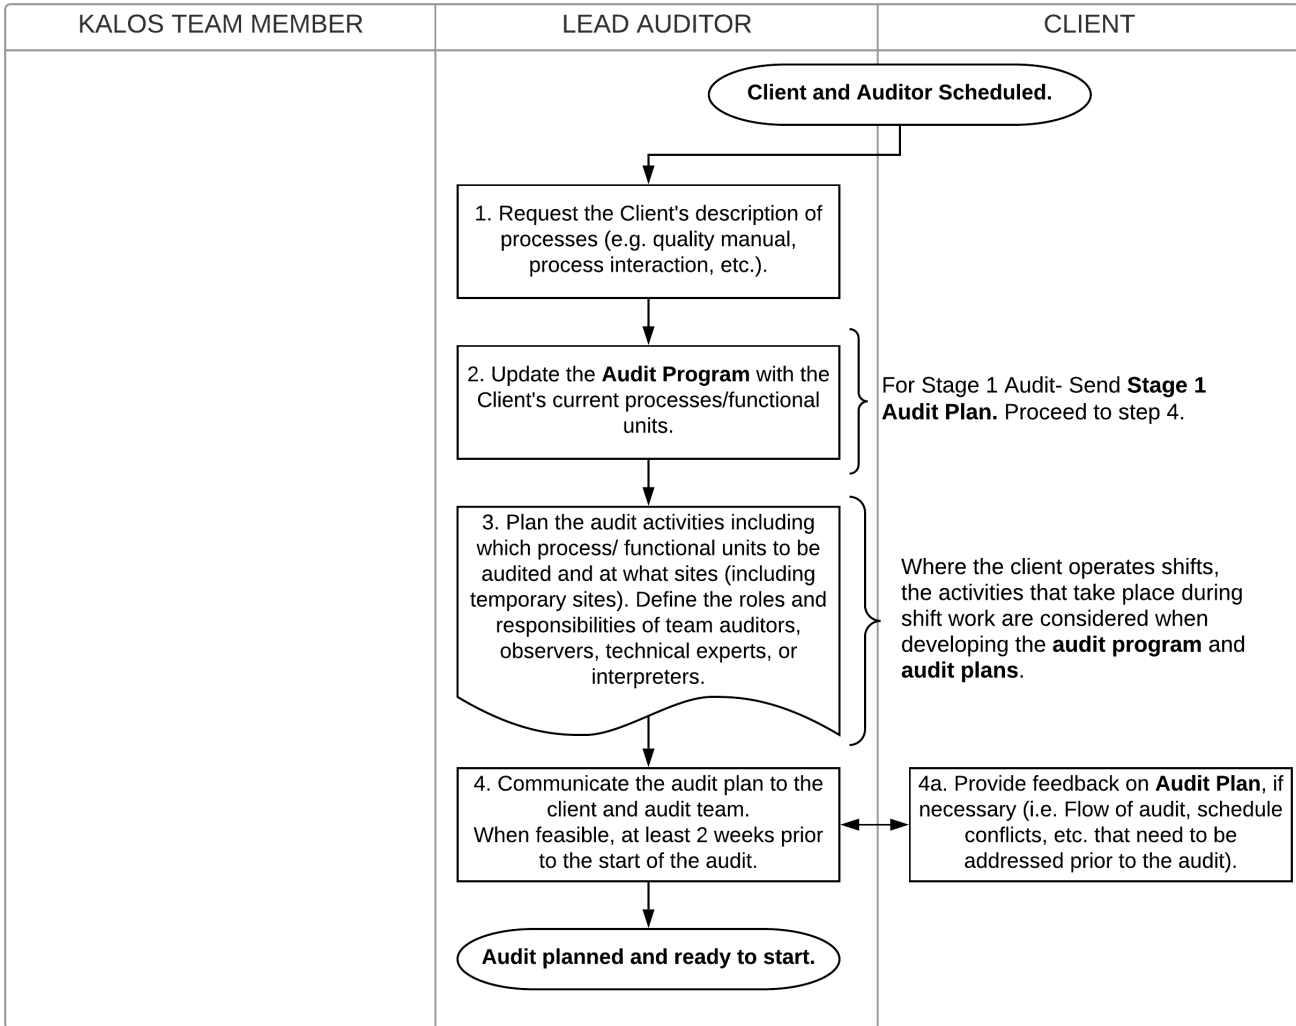 KALOS TEAM MEMBER
LEAD AUDITOR
CLIENT
Client and Auditor Scheduled.
1. Request the Client's description of
processes (e.g. quality manual,
process interaction, etc.).
2. Update the Audit Program with the
Client's current processes/functional
units.
For Stage 1 Audit- Send Stage 1
Audit Plan. Proceed to step 4.
3. Plan the audit activities including
which process/ functional units to be
audited and at what sites (including
temporary sites). Define the roles and
responsibilities of team auditors,
observers, technical experts, or
interpreters.
Where the client operates shifts,
the activities that take place during
shift work are considered when
developing the audit program and
audit plans.
4. Communicate the audit plan to the
client and audit team.
When feasible, at least 2 weeks prior
to the start of the audit.
4a. Provide feedback on Audit Plan, if
necessary (i.e. Flow of audit, schedule
conflicts, etc. that need to be
addressed prior to the audit).
Audit planned and ready to start.